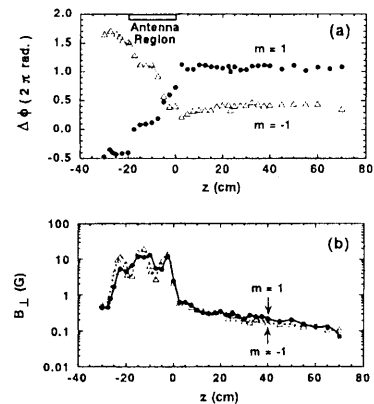 2.0
1.5
1.0
0.5
0.0
-0.5
Δ ϕ ( 2 π rad. )
Antenna
Region
(a)
m = 1
m = -1
-40 -20 0 20 40 60 80
z (cm)
100
10
1
0.1
0.01
B⊥ (G)
(b)
m = 1
m = -1
-40 -20 0 20 40 60 80
z (cm)